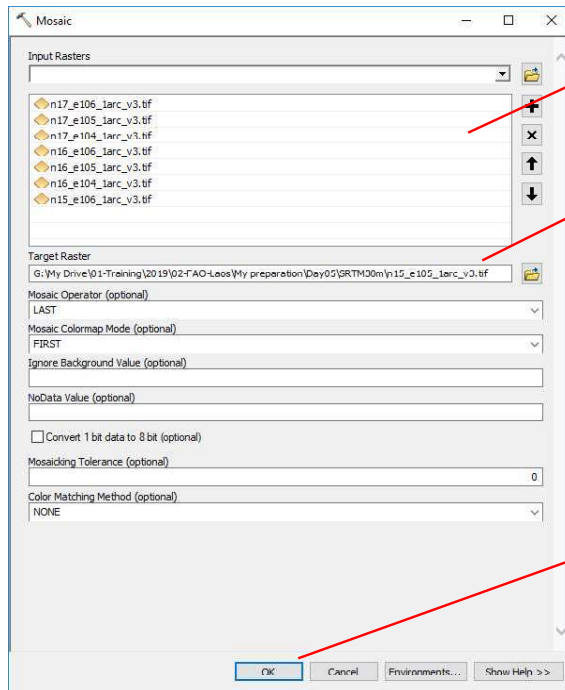 Mosaic
Input Rasters
n17_e106_1arc_v3.tif
n17_e105_1arc_v3.tif
n17_e104_1arc_v3.tif
n16_e106_1arc_v3.tif
n16_e105_1arc_v3.tif
n16_e104_1arc_v3.tif
n15_e106_1arc_v3.tif
Target Raster
G:\My Drive\01-Training\2019\02-FAO-Laos\My preparation\Day05\SRTM30m\n15_e105_1arc_v3.tif
Mosaic Operator (optional)
LAST
Mosaic Colormap Mode (optional)
FIRST
Ignore Background Value (optional)
NoData Value (optional)
Convert 1 bit data to 8 bit (optional)
Mosaicking Tolerance (optional)
0
Color Matching Method (optional)
NONE
OK Cancel Environments... Show Help >>